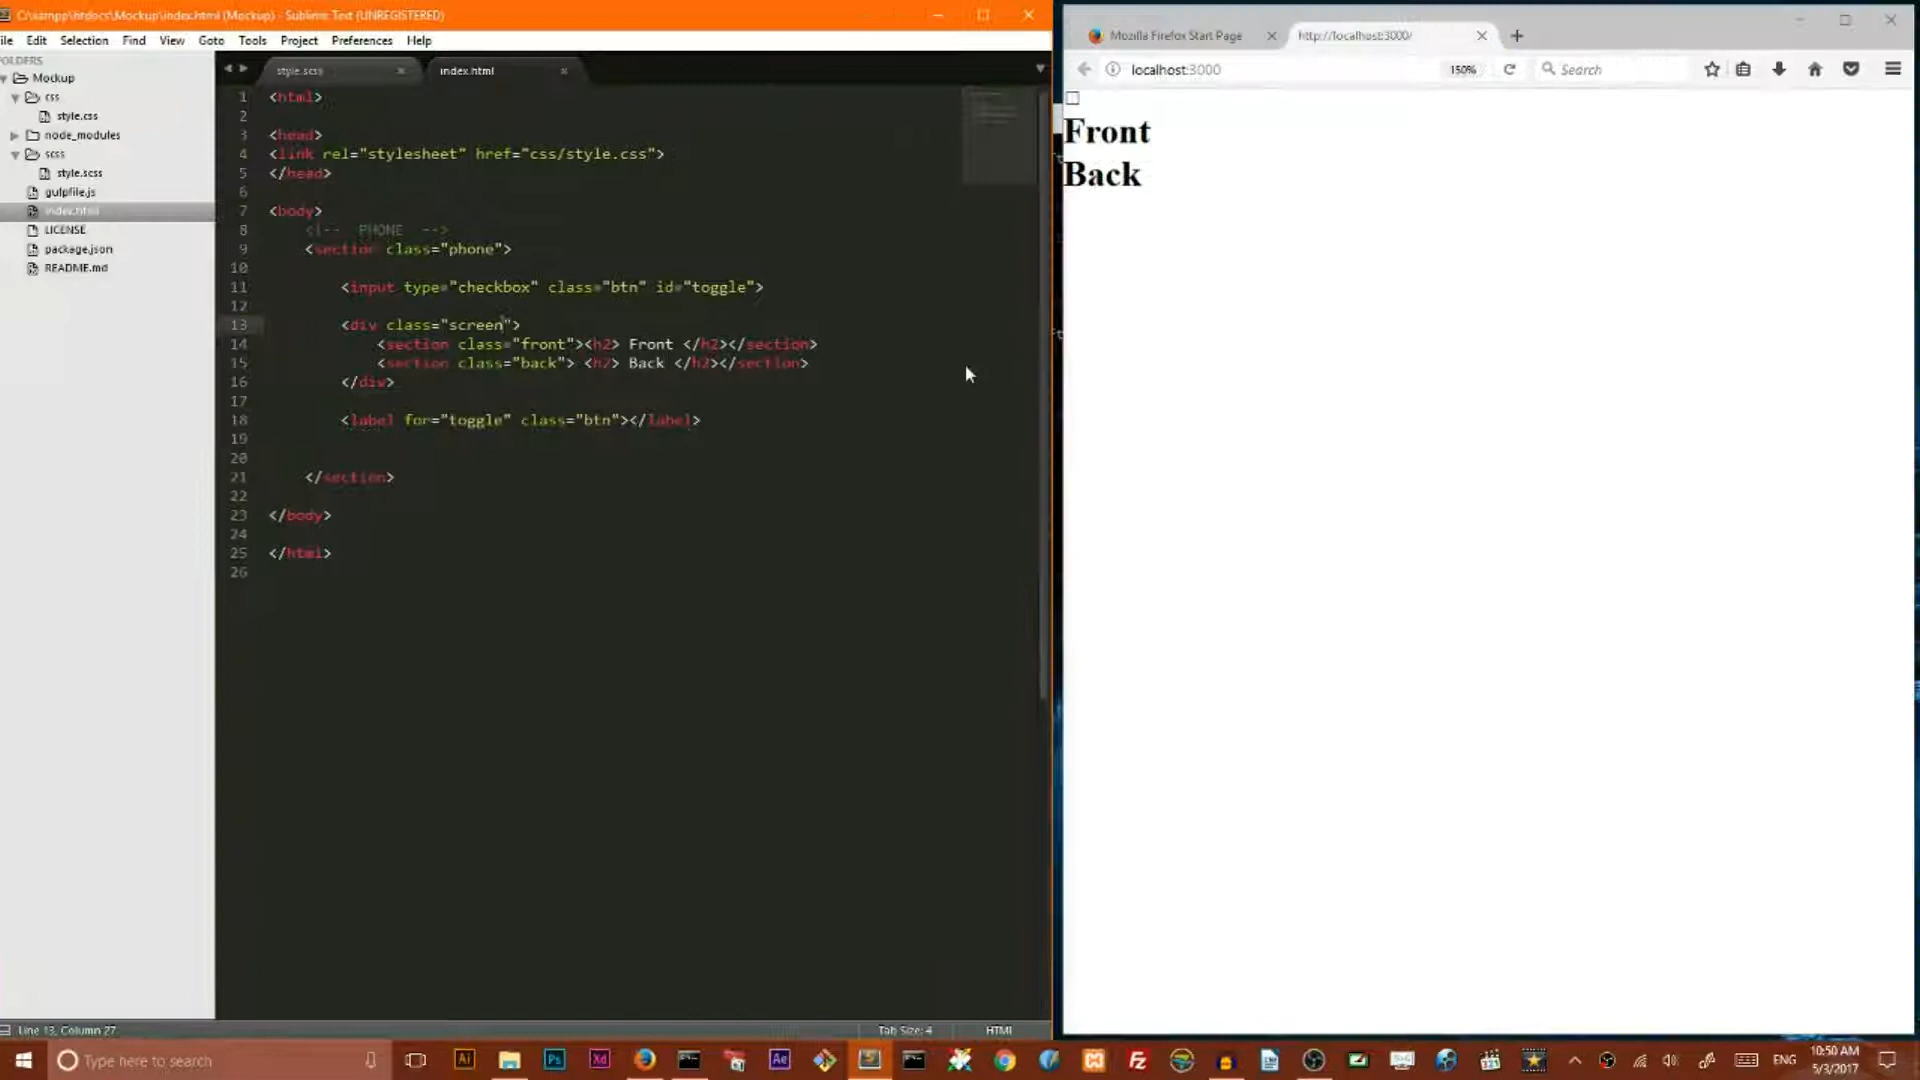 C:\xampp\htdocs\Mockup\index.html (Mockup) - Sublime Text (UNREGISTERED)
ile Edit Selection Find View Goto Tools Project Preferences Help
OLDERS
Mockup
css
style.css
node_modules
scss
style.scss
gulpfile.js
index.html
LICENSE
package.json
README.md
style.scss
index.html
1 <html>
2
3 <head>
4 <link rel="stylesheet" href="css/style.css">
5 </head>
6
7 <body>
8 <!-- PHONE -->
9 <section class="phone">
10
11 <input type="checkbox" class="btn" id="toggle">
12
13 <div class="screen">
14 <section class="front"><h2> Front </h2></section>
15 <section class="back"> <h2> Back </h2></section>
16 </div>
17
18 <label for="toggle" class="btn"></label>
19
20
21 </section>
22
23 </body>
24
25 </html>
26
Line 13, Column 27
Tab Size: 4
HTML
Mozilla Firefox Start Page
http://localhost:3000/
localhost:3000
150%
Search
Front
Back
Type here to search
Ai
Ps
Xd
Ae
Fz
ENG
10:50 AM
5/3/2017